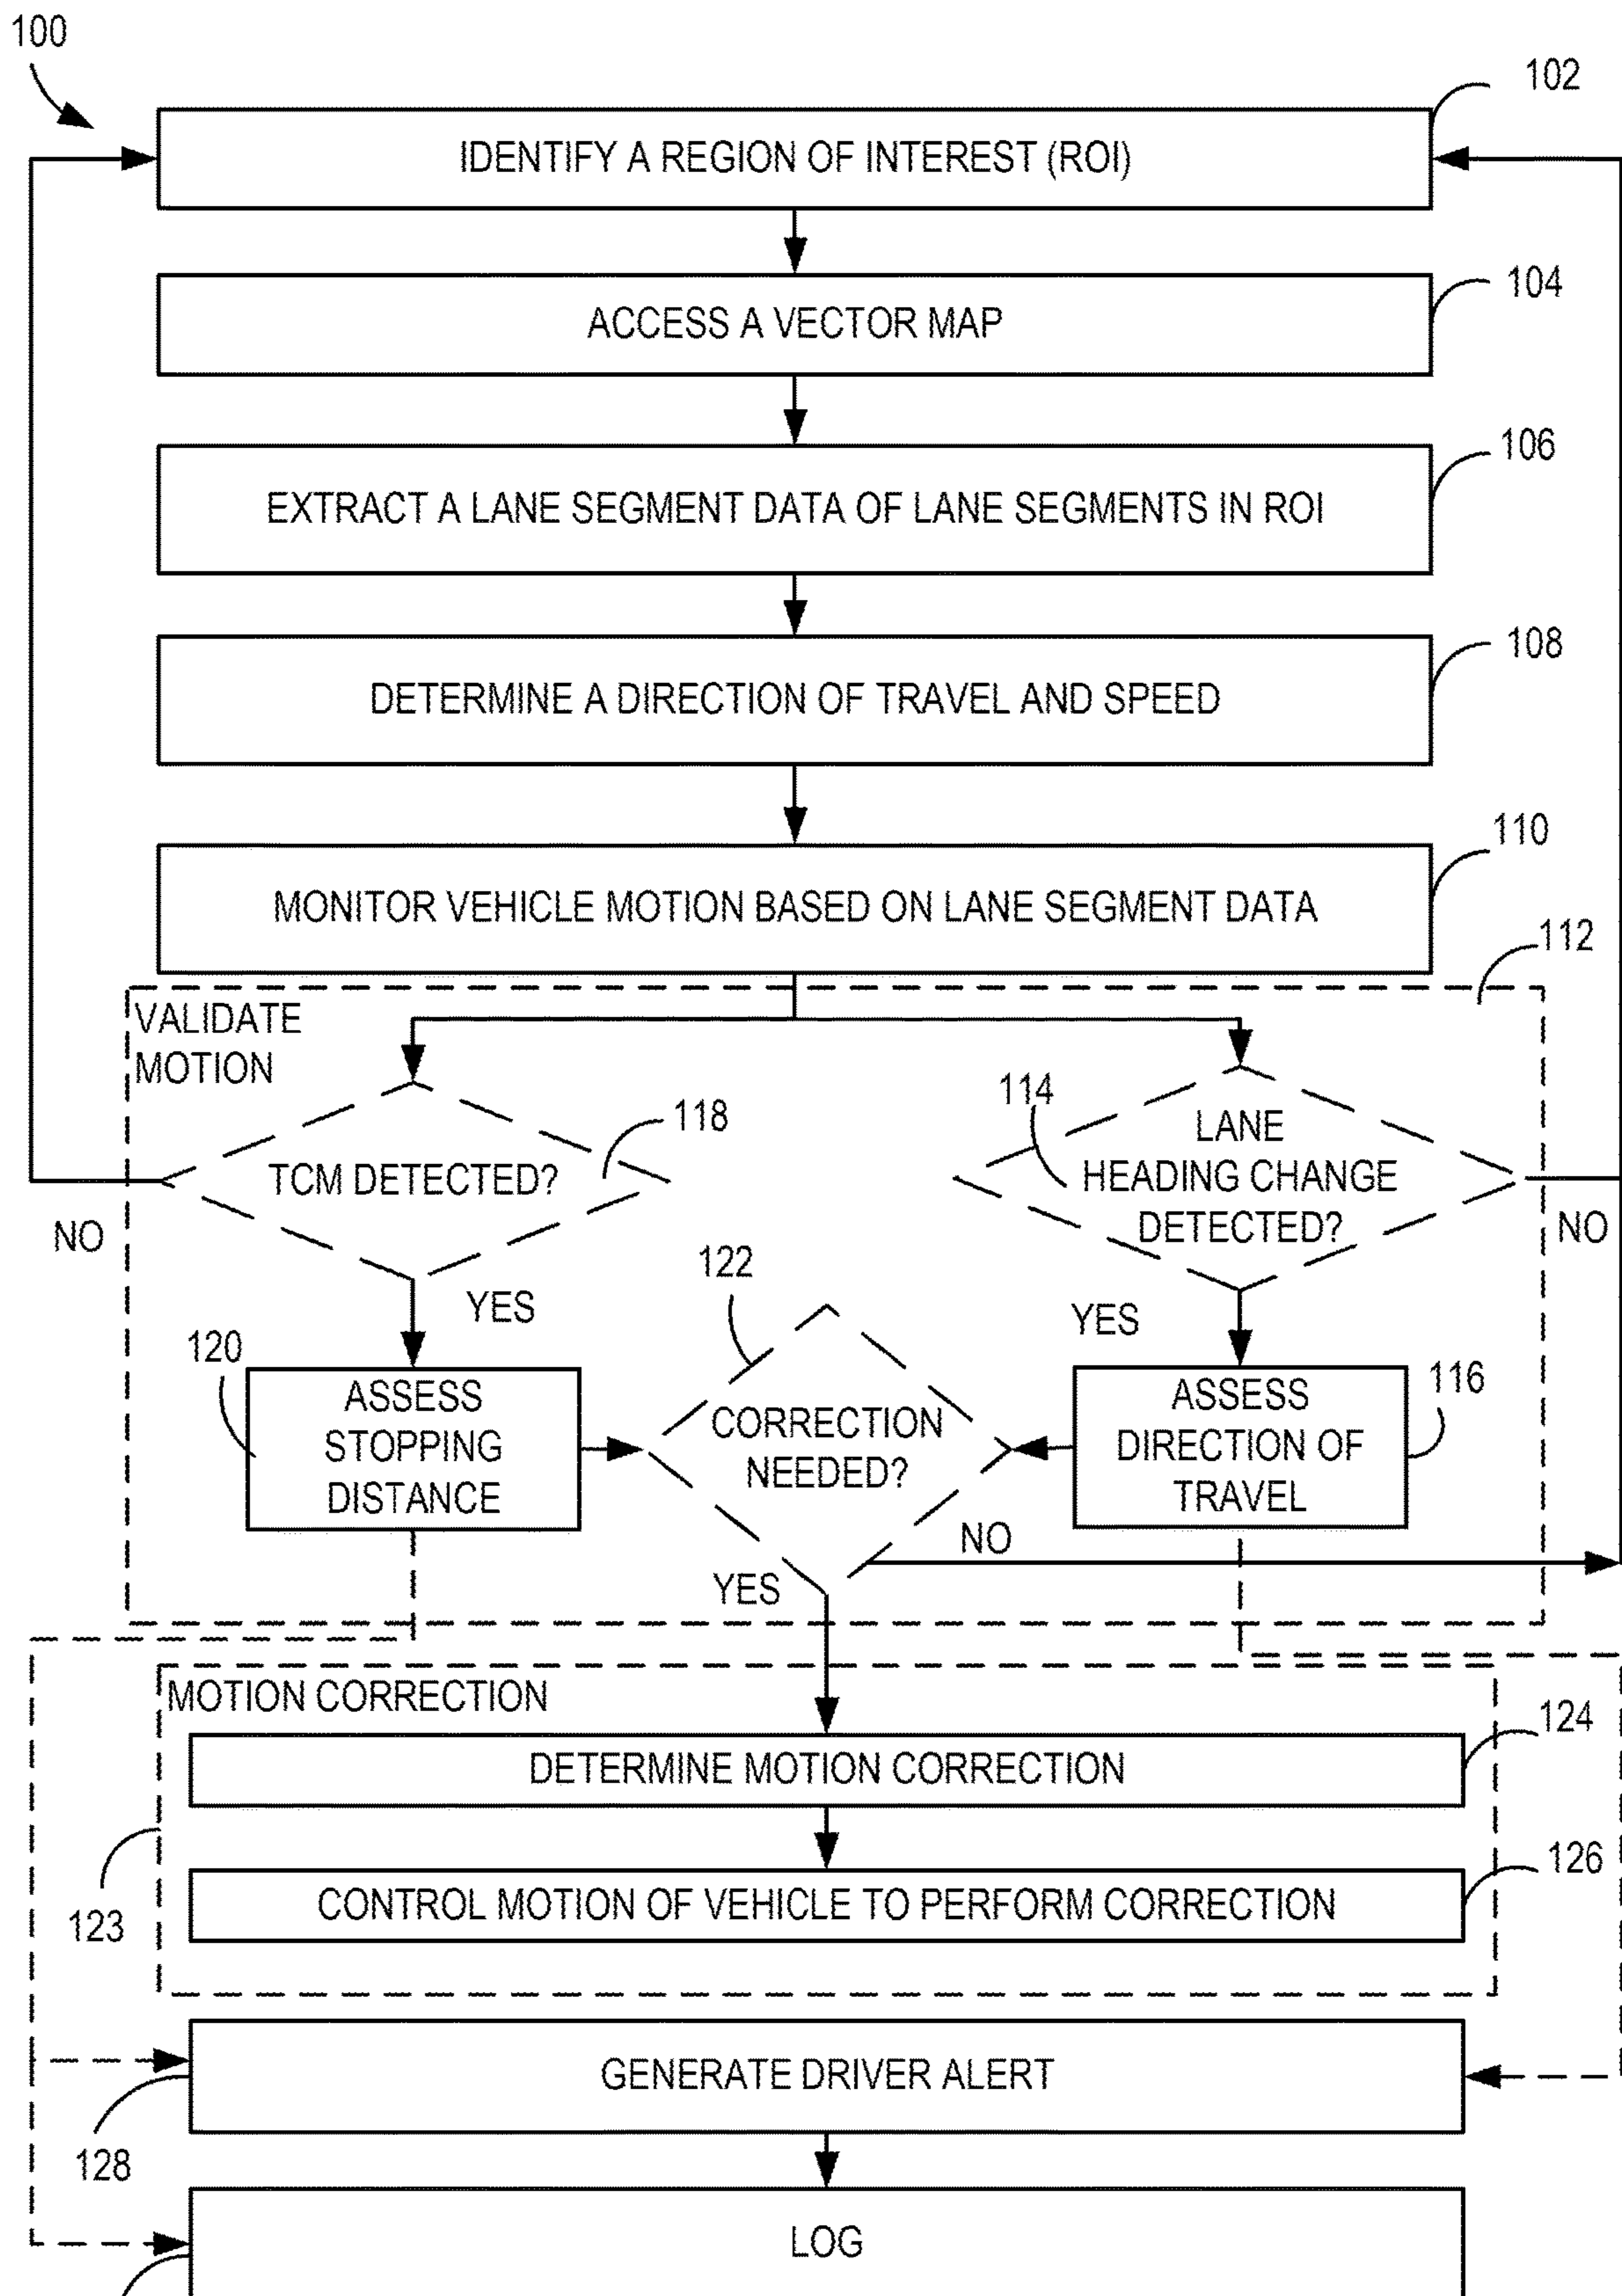 100
102
IDENTIFY A REGION OF INTEREST (ROI)
104
ACCESS A VECTOR MAP
106
EXTRACT A LANE SEGMENT DATA OF LANE SEGMENTS IN ROI
108
DETERMINE A DIRECTION OF TRAVEL AND SPEED
110
MONITOR VEHICLE MOTION BASED ON LANE SEGMENT DATA
112
VALIDATE
MOTION
118
TCM DETECTED?
114
LANE
HEADING CHANGE
DETECTED?
NO
NO
YES
122
YES
120
ASSESS
STOPPING
DISTANCE
CORRECTION
NEEDED?
116
ASSESS
DIRECTION OF
TRAVEL
NO
YES
MOTION CORRECTION
124
DETERMINE MOTION CORRECTION
126
CONTROL MOTION OF VEHICLE TO PERFORM CORRECTION
123
GENERATE DRIVER ALERT
128
LOG